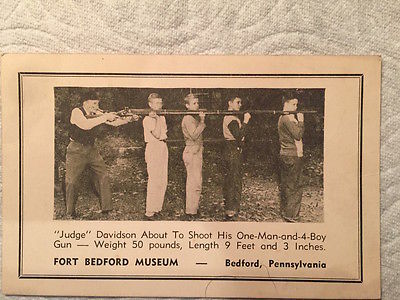 "Judge" Davidson About To Shoot His One-Man-and-4-Boy
Gun — Weight 50 pounds, Length 9 Feet and 3 Inches.
FORT BEDFORD MUSEUM — Bedford, Pennsylvania